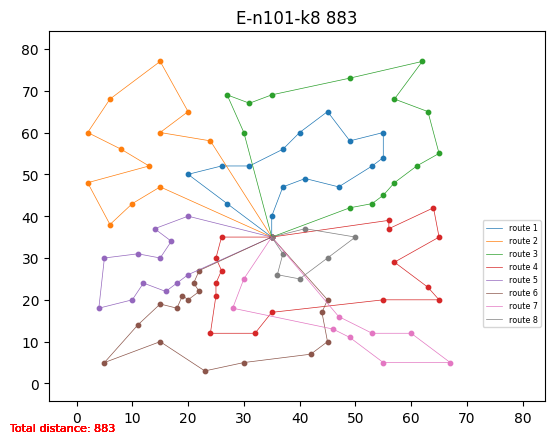 E-n101-k8 883
80
70
60
50
40
30
20
10
0
route 1
route 2
route 3
route 4
route 5
route 6
route 7
route 8
0 10 20 30 40 50 60 70 80
Total distance: 883